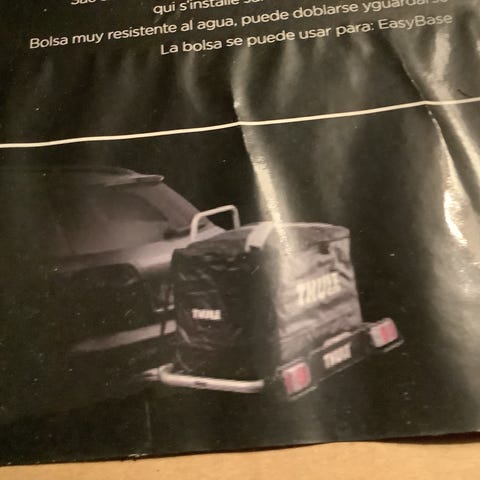 qui s'installe
Bolsa muy resistente al agua, puede doblarse yguardarse
La bolsa se puede usar para: EasyBase
THULE
THULE
THULE